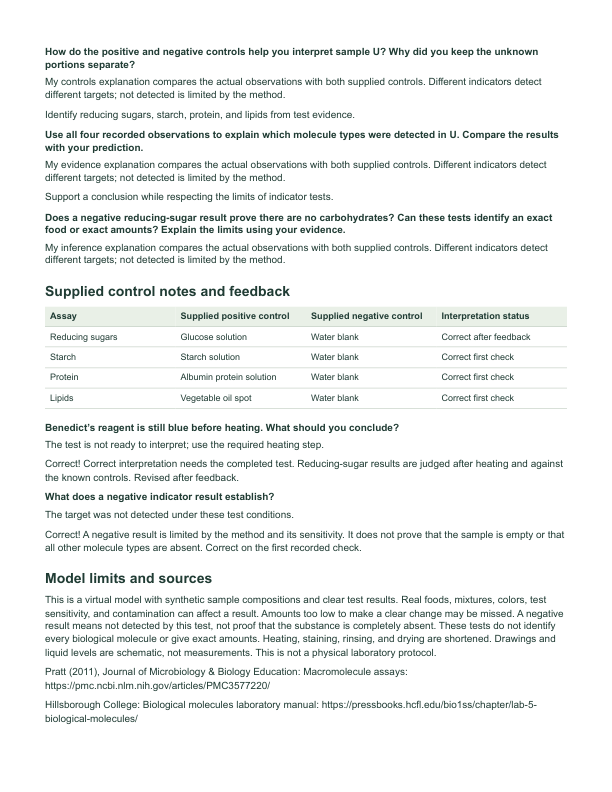 How do the positive and negative controls help you interpret sample U? Why did you keep the unknown
portions separate?
My controls explanation compares the actual observations with both supplied controls. Different indicators detect
different targets; not detected is limited by the method.
Identify reducing sugars, starch, protein, and lipids from test evidence.
Use all four recorded observations to explain which molecule types were detected in U. Compare the results
with your prediction.
My evidence explanation compares the actual observations with both supplied controls. Different indicators detect
different targets; not detected is limited by the method.
Support a conclusion while respecting the limits of indicator tests.
Does a negative reducing-sugar result prove there are no carbohydrates? Can these tests identify an exact
food or exact amounts? Explain the limits using your evidence.
My inference explanation compares the actual observations with both supplied controls. Different indicators detect
different targets; not detected is limited by the method.
Supplied control notes and feedback
Assay Supplied positive control Supplied negative control Interpretation status
Reducing sugars Glucose solution Water blank Correct after feedback
Starch Starch solution Water blank Correct first check
Protein Albumin protein solution Water blank Correct first check
Lipids Vegetable oil spot Water blank Correct first check
Benedict's reagent is still blue before heating. What should you conclude?
The test is not ready to interpret; use the required heating step.
Correct! Correct interpretation needs the completed test. Reducing-sugar results are judged after heating and against
the known controls. Revised after feedback.
What does a negative indicator result establish?
The target was not detected under these test conditions.
Correct! A negative result is limited by the method and its sensitivity. It does not prove that the sample is empty or that
all other molecule types are absent. Correct on the first recorded check.
Model limits and sources
This is a virtual model with synthetic sample compositions and clear test results. Real foods, mixtures, colors, test
sensitivity, and contamination can affect a result. Amounts too low to make a clear change may be missed. A negative
result means not detected by this test, not proof that the substance is completely absent. These tests do not identify
every biological molecule or give exact amounts. Heating, staining, rinsing, and drying are shortened. Drawings and
liquid levels are schematic, not measurements. This is not a physical laboratory protocol.
Pratt (2011), Journal of Microbiology & Biology Education: Macromolecule assays:
https://pmc.ncbi.nlm.nih.gov/articles/PMC3577220/
Hillsborough College: Biological molecules laboratory manual: https://pressbooks.hcfl.edu/bio1ss/chapter/lab-5-
biological-molecules/